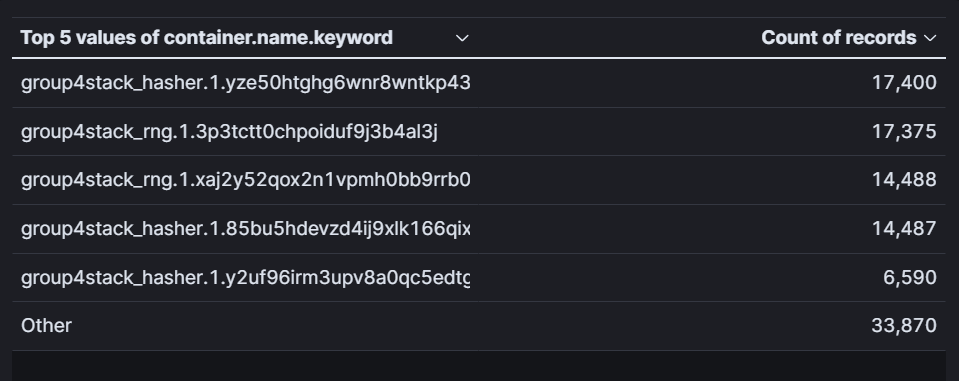 Top 5 values of container.name.keyword Count of records
group4stack_hasher.1.yze50htghg6wnr8wntkp43 17,400
group4stack_rng.1.3p3tctt0chpoiduf9j3b4al3j 17,375
group4stack_rng.1.xaj2y52qox2n1vpmh0bb9rrb0 14,488
group4stack_hasher.1.85bu5hdevzd4ij9xlk166qix 14,487
group4stack_hasher.1.y2uf96irm3upv8a0qc5edtg 6,590
Other 33,870